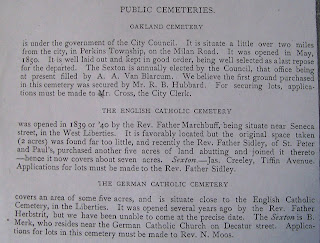 PUBLIC CEMETERIES.
OAKLAND CEMETERY
is under the government of the City Council. It is situate a little over two miles
from the city, in Perkins Township, on the Milan Road. It was opened in May,
1850. It is well laid out and kept in good order, being well selected as a last repose
for the departed. The Sexton is annually elected by the Council, that office being
at present filled by A. A. Van Blarcum. We believe the first ground purchased
in this cemetery was secured by Mr. R. B. Hubbard. For securing lots, applications
must be made to Mr. Cross, the City Clerk.
THE ENGLISH CATHOLIC CEMETERY
was opened in 1839 or '40 by the Rev. Father Marchbuff, being situate near Seneca
street, in the West Liberties. It is favorably located but the original space taken
(2 acres) was found far too little, and recently the Rev. Father Sidley, of St. Peter
and Paul's, purchased another five acres of land abutting and joined it thereto
—hence it now covers about seven acres. Sexton—Jas. Creeley, Tiffin Avenue.
Applications for lots must be made to the Rev. Father Sidley.
THE GERMAN CATHOLIC CEMETERY
covers an area of some five acres, and is situate close to the English Catholic
Cemetery, in the Liberties. It was opened several years ago by the Rev. Father
Herbstrit, but we have been unable to come at the precise date. The Sexton is B.
Merk, who resides near the German Catholic Church on Decatur street. Applica-
tions for lots in this cemetery must be made to Rev. N. Moos.